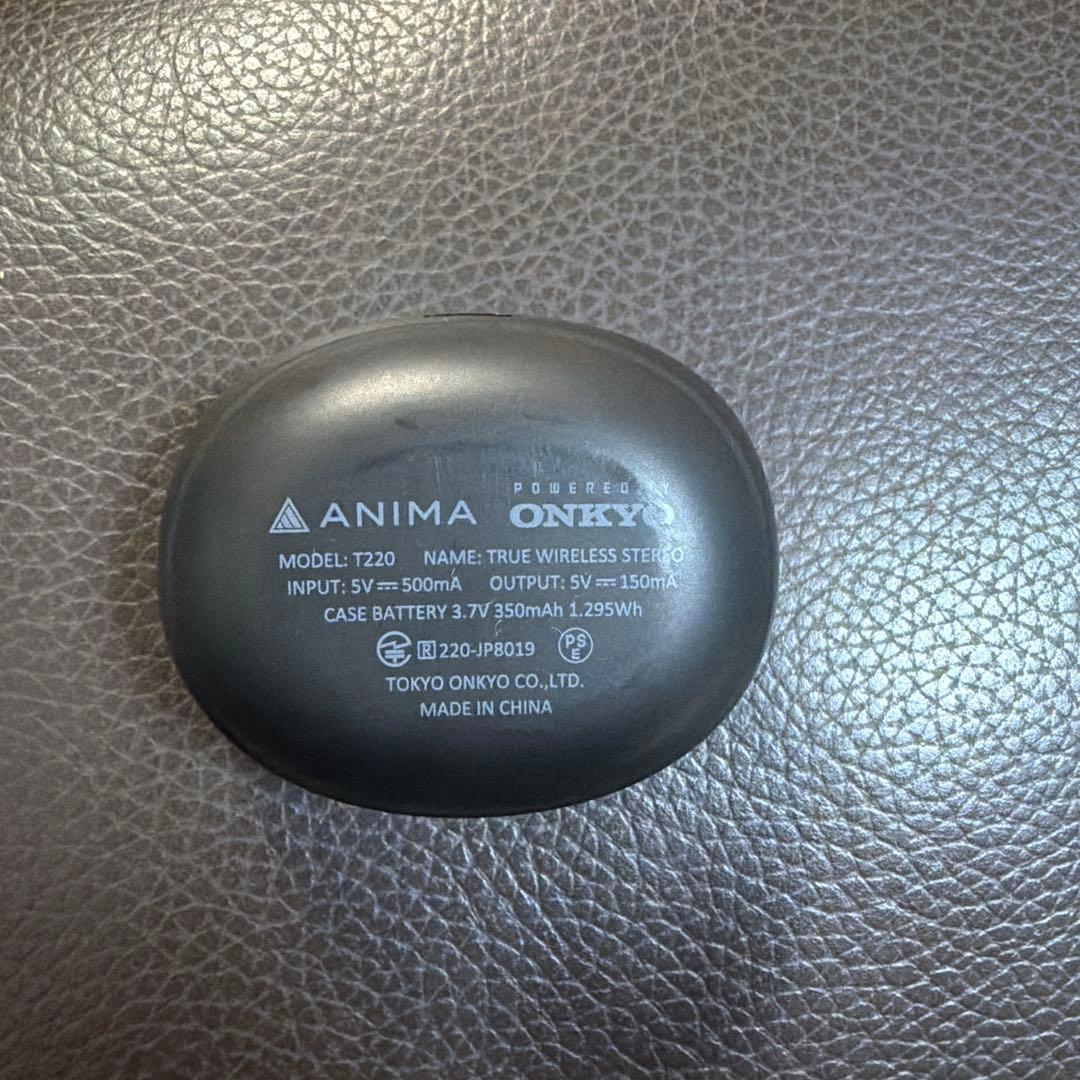 ANIMA POWERED BY ONKYO
MODEL: T220 NAME: TRUE WIRELESS STEREO
INPUT: 5V⎓500mA OUTPUT: 5V⎓150mA
CASE BATTERY 3.7V 350mAh 1.295Wh
R 220-JP8019 PSE
TOKYO ONKYO CO.,LTD.
MADE IN CHINA